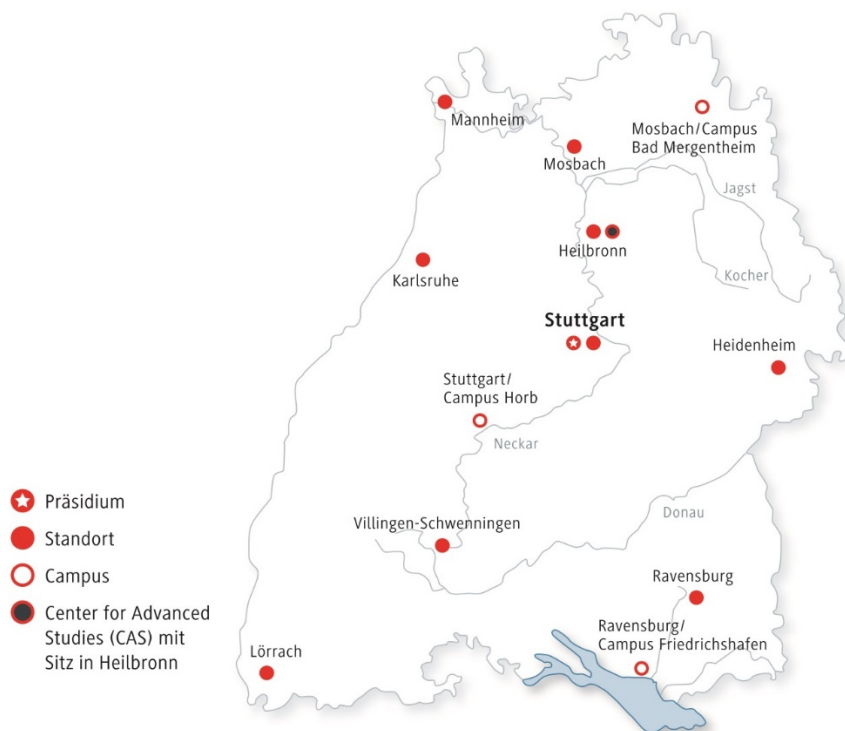 Mannheim
Mosbach/Campus
Bad Mergentheim
Mosbach
Jagst
Heilbronn
Kocher
Karlsruhe
Stuttgart
Heidenheim
Stuttgart/
Campus Horb
Neckar
Präsidium
Standort
Campus
Center for Advanced
Studies (CAS) mit
Sitz in Heilbronn
Villingen-Schwenningen
Donau
Ravensburg
Ravensburg/
Campus Friedrichshafen
Lörrach